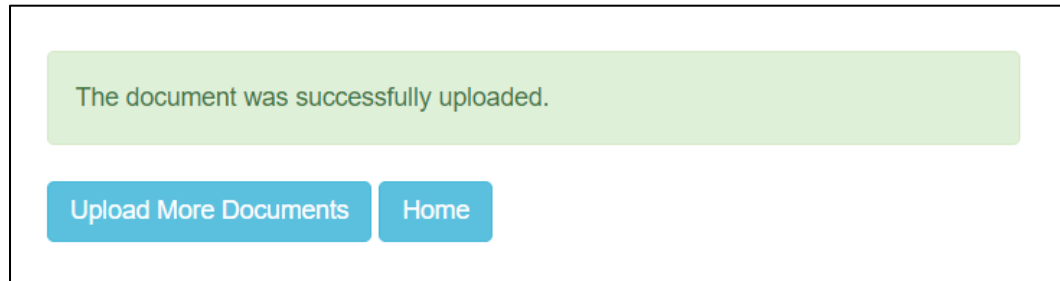 The document was successfully uploaded.
Upload More Documents Home